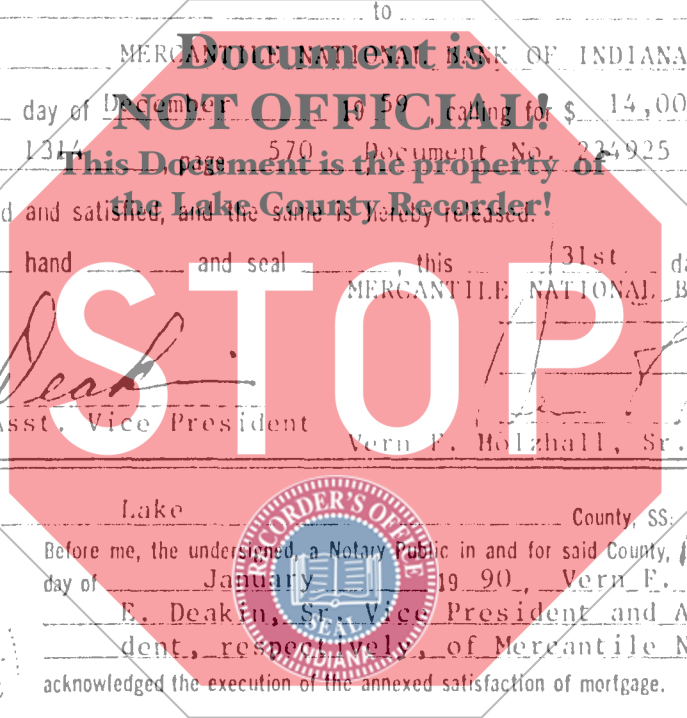 to
MERCANTILE NATIONAL BANK OF INDIANA
Document is
day of December 19 59, calling for $ 14,00
NOT OFFICIAL!
1314, page 570 Document No. 234925
This Document is the property of
the Lake County Recorder!
d and satisfied, and the same is hereby released.
hand and seal, this 31st da
MERCANTILE NATIONAL B
STOP
Deakin
Asst. Vice President
Vern F. Holzhall, Sr.
Lake County, SS:
RECORDER'S OFFICE
Before me, the undersigned, a Notary Public in and for said County,
day of January 19 90, Vern F.
E. Deakin, Sr. Vice President and A
SEAL
dent, respectively, of Mercantile N
INDIANA
acknowledged the execution of the annexed satisfaction of mortgage.